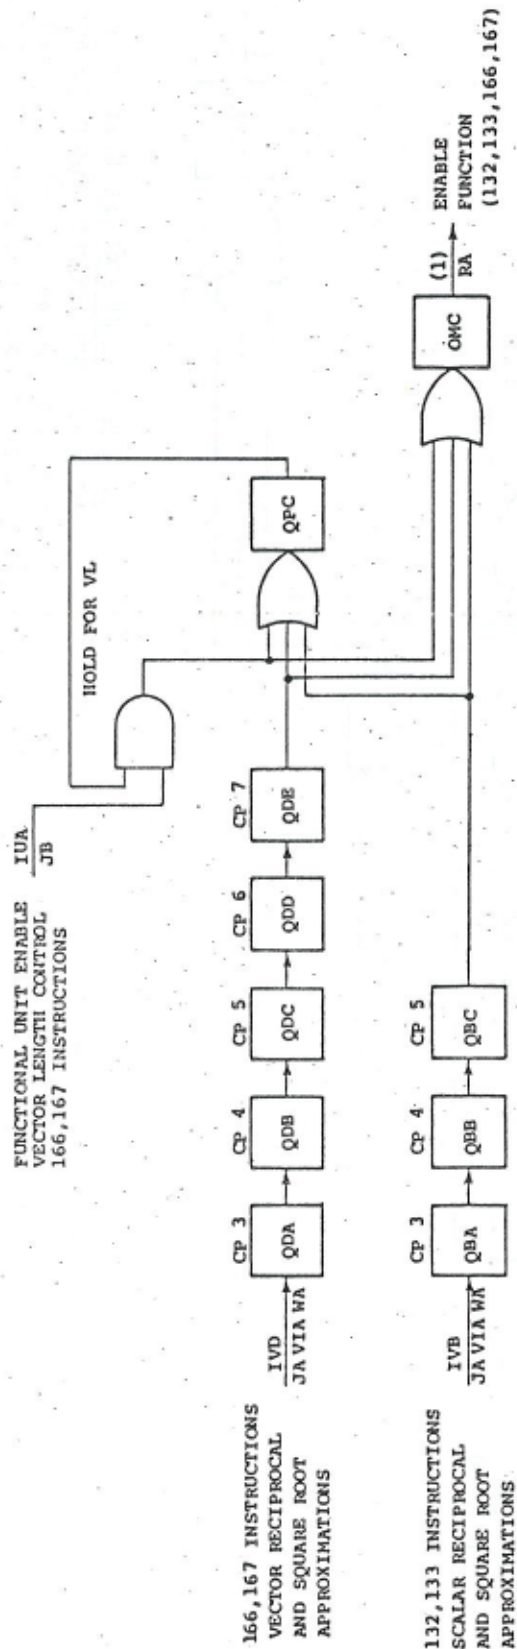 FUNCTIONAL UNIT ENABLE
VECTOR LENGTH CONTROL
166,167 INSTRUCTIONS
IUA
JB
HOLD FOR VL
QPC
166,167 INSTRUCTIONS
VECTOR RECIPROCAL
AND SQUARE ROOT
APPROXIMATIONS
IVD
JA VIA WA
CP 3
QDA
CP 4
QDB
CP 5
QDC
CP 6
QDD
CP 7
QDE
132,133 INSTRUCTIONS
SCALAR RECIPROCAL
AND SQUARE ROOT
APPROXIMATIONS
IVB
JA VIA WA
CP 3
QBA
CP 4
QBB
CP 5
QBC
OMC
(1)
RA
ENABLE
FUNCTION
(132,133,166,167)